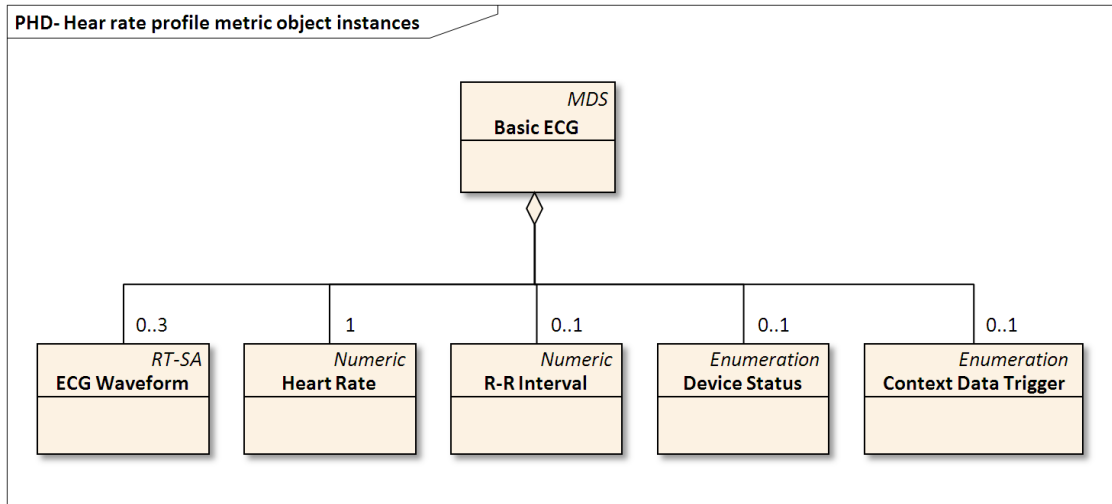 PHD- Hear rate profile metric object instances
MDS
Basic ECG
0..3
1
0..1
0..1
0..1
RT-SA
ECG Waveform
Numeric
Heart Rate
Numeric
R-R Interval
Enumeration
Device Status
Enumeration
Context Data Trigger